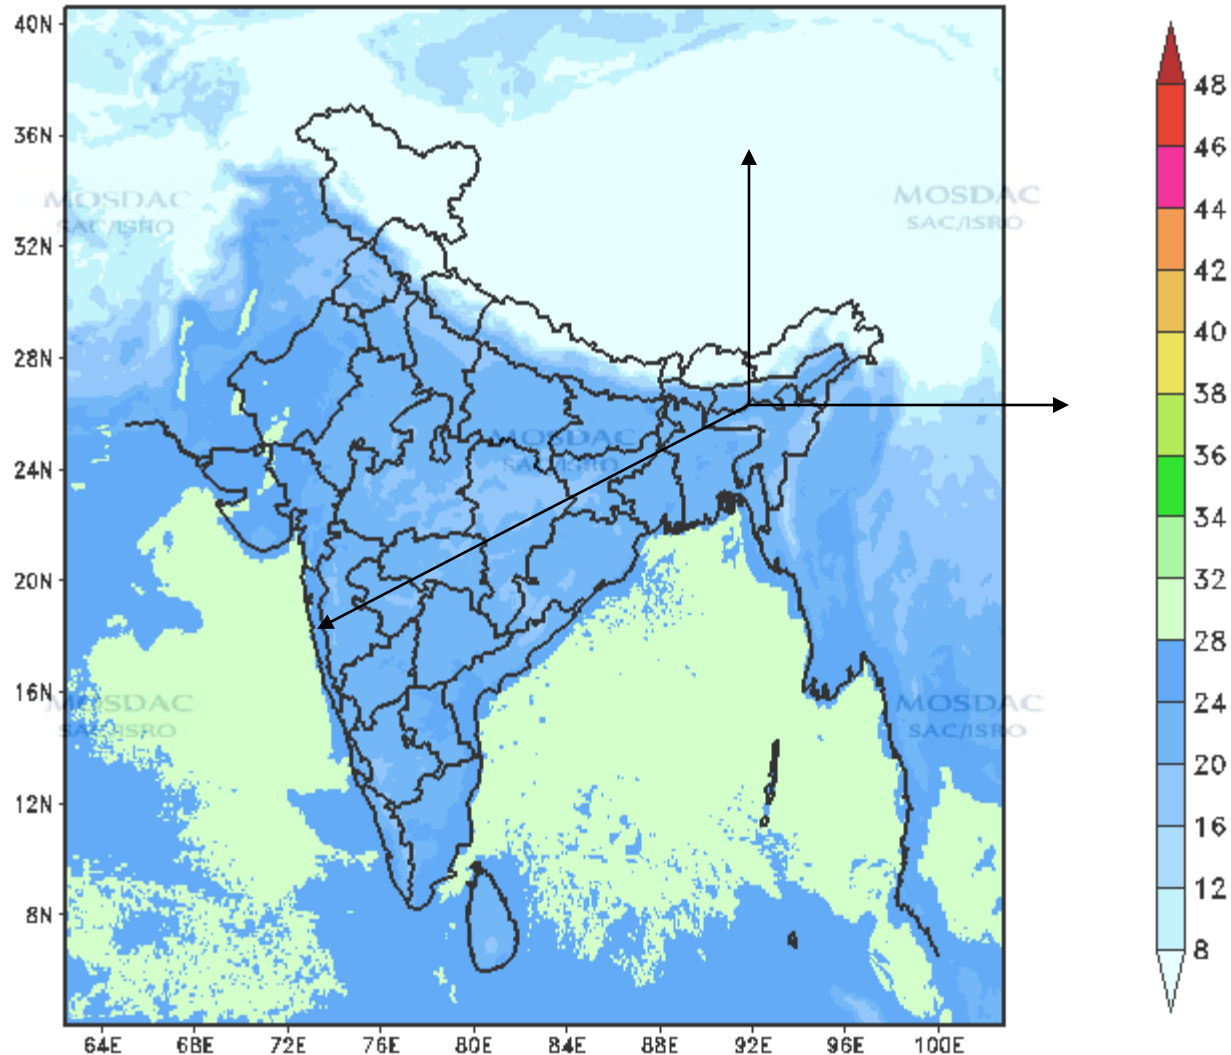 40N
36N
32N
28N
24N
20N
16N
12N
8N
64E 68E 72E 76E 80E 84E 88E 92E 96E 100E
48
46
44
42
40
38
36
34
32
28
24
20
16
12
8
MOSDAC
SAC/ISRO
MOSDAC
SAC/ISRO
MOSDAC
SAC/ISRO
MOSDAC
SAC/ISRO
MOSDAC
SAC/ISRO